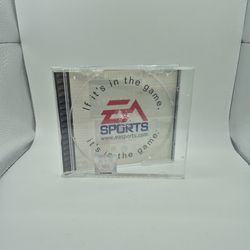 If it's in the game,
EA
SPORTS
www.easports.com
it's in the game.